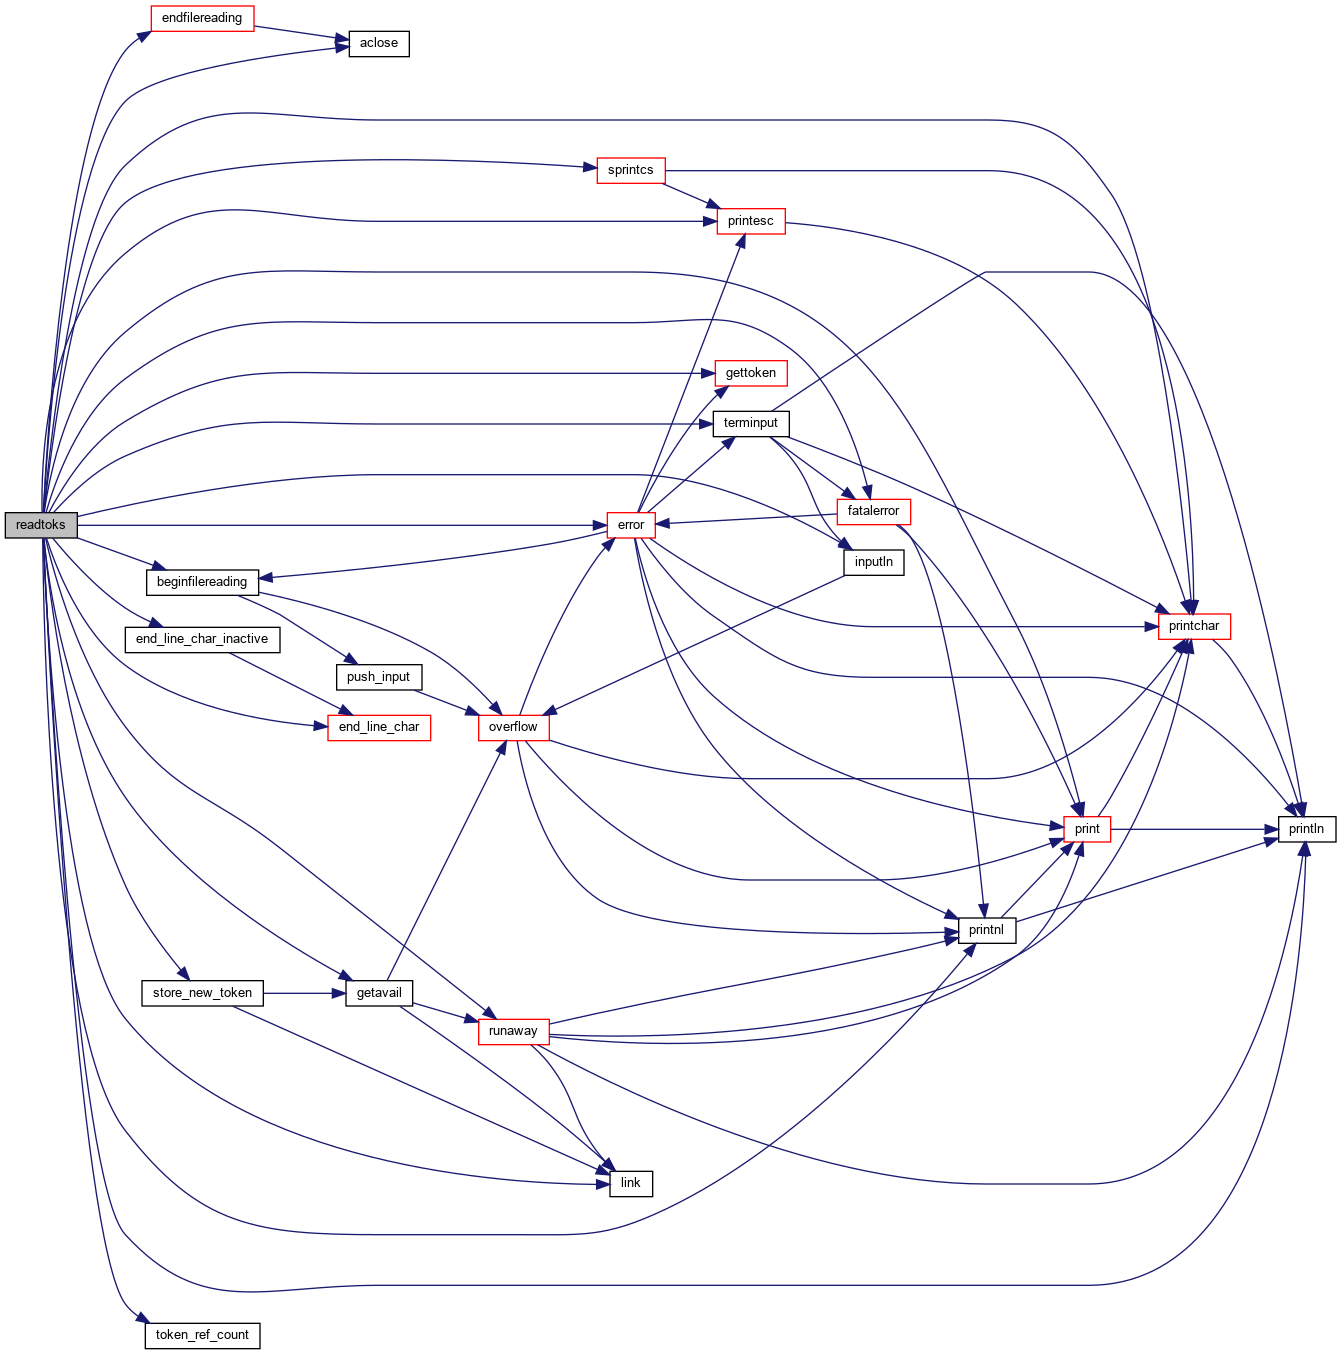 endfilereading
aclose
sprintcs
printesc
gettoken
terminput
fatalerror
readtoks
error
inputln
beginfilereading
end_line_char_inactive
printchar
push_input
end_line_char
overflow
print
println
printnl
store_new_token
getavail
runaway
link
token_ref_count